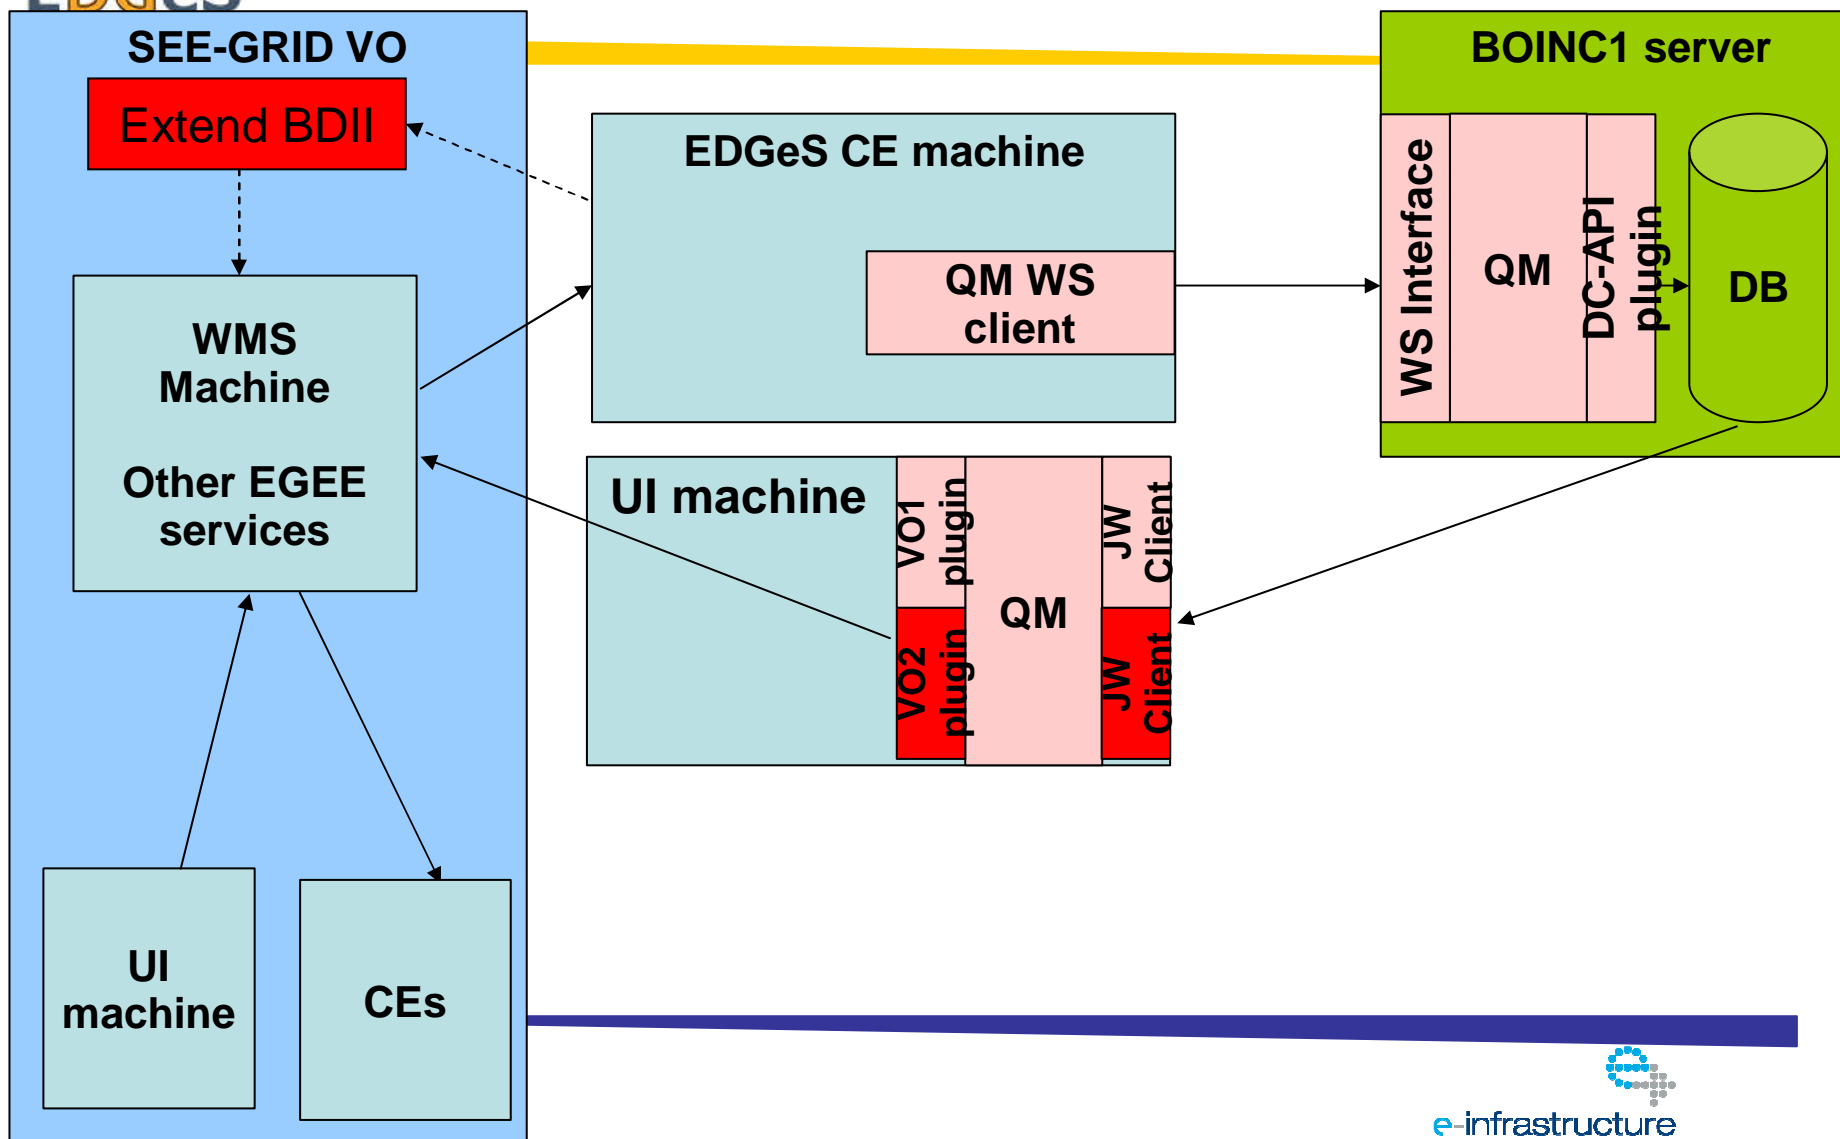 EDGeS
SEE-GRID VO
Extend BDII
WMS
Machine
Other EGEE
services
UI
machine
CEs
EDGeS CE machine
QM WS
client
UI machine
VO1
plugin
VO2
plugin
QM
JW
Client
JW
Client
BOINC1 server
WS Interface
QM
DC-API
plugin
DB
e-infrastructure